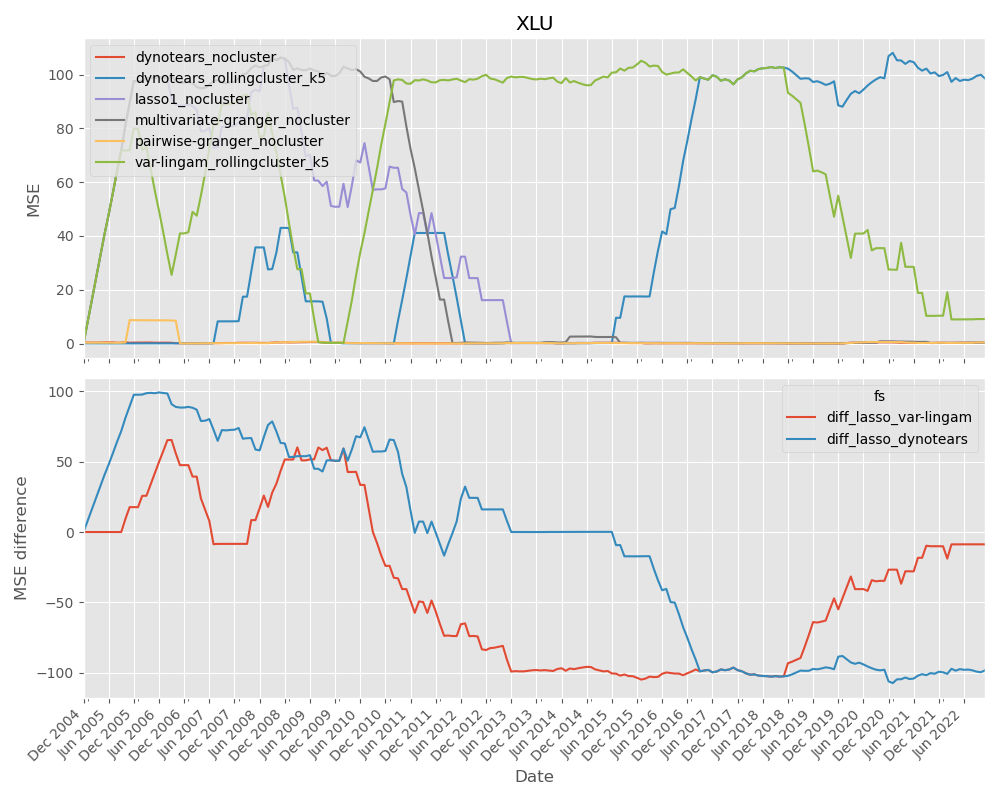 XLU
dynotears_nocluster
dynotears_rollingcluster_k5
lasso1_nocluster
multivariate-granger_nocluster
pairwise-granger_nocluster
var-lingam_rollingcluster_k5
MSE
100
80
60
40
20
0
fs
diff_lasso_var-lingam
diff_lasso_dynotears
MSE difference
100
50
0
−50
−100
Dec 2004
Jun 2005
Dec 2005
Jun 2006
Dec 2006
Jun 2007
Dec 2007
Jun 2008
Dec 2008
Jun 2009
Dec 2009
Jun 2010
Dec 2010
Jun 2011
Dec 2011
Jun 2012
Dec 2012
Jun 2013
Dec 2013
Jun 2014
Dec 2014
Jun 2015
Dec 2015
Jun 2016
Dec 2016
Jun 2017
Dec 2017
Jun 2018
Dec 2018
Jun 2019
Dec 2019
Jun 2020
Dec 2020
Jun 2021
Dec 2021
Jun 2022
Date